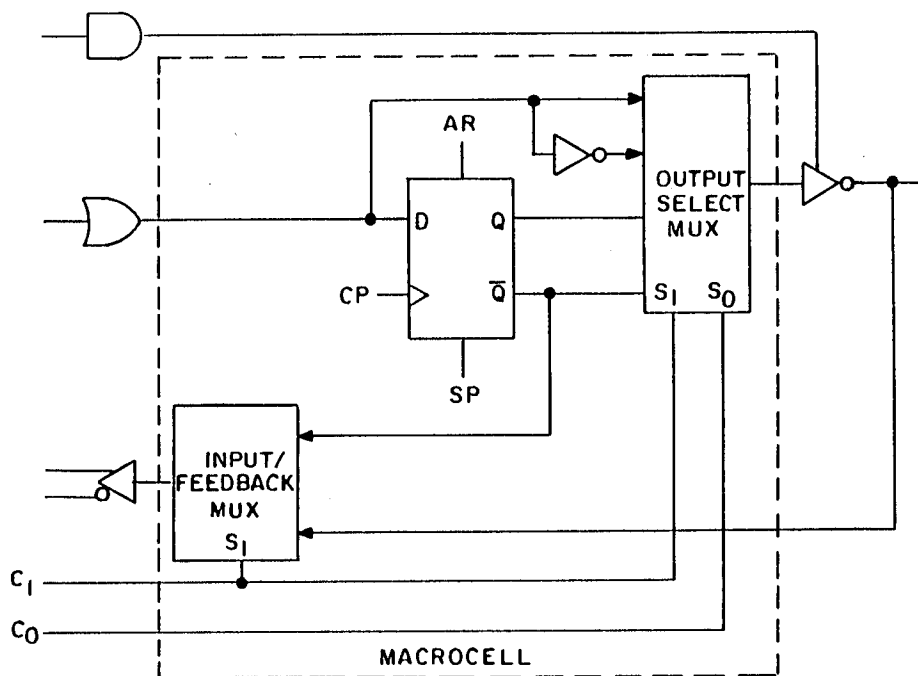 AR
OUTPUT
SELECT
MUX
D
Q
CP
Q̅
S1 S0
SP
INPUT/
FEEDBACK
MUX
S1
C1
C0
MACROCELL